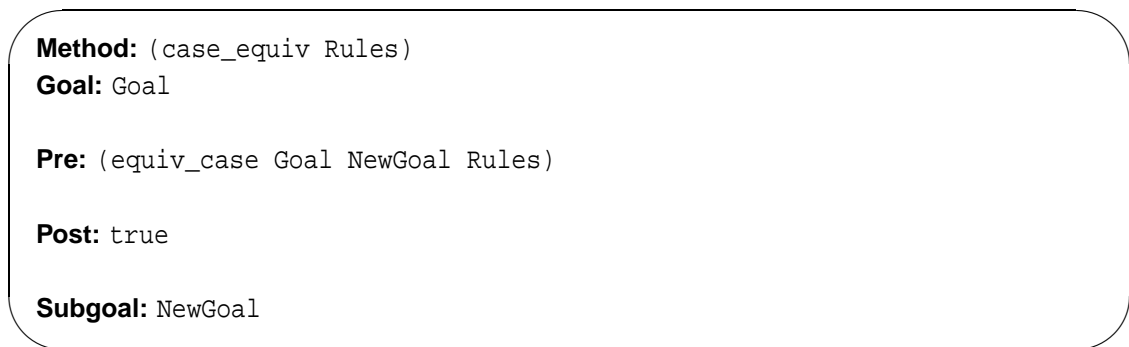 Method: (case_equiv Rules)
Goal: Goal
Pre: (equiv_case Goal NewGoal Rules)
Post: true
Subgoal: NewGoal